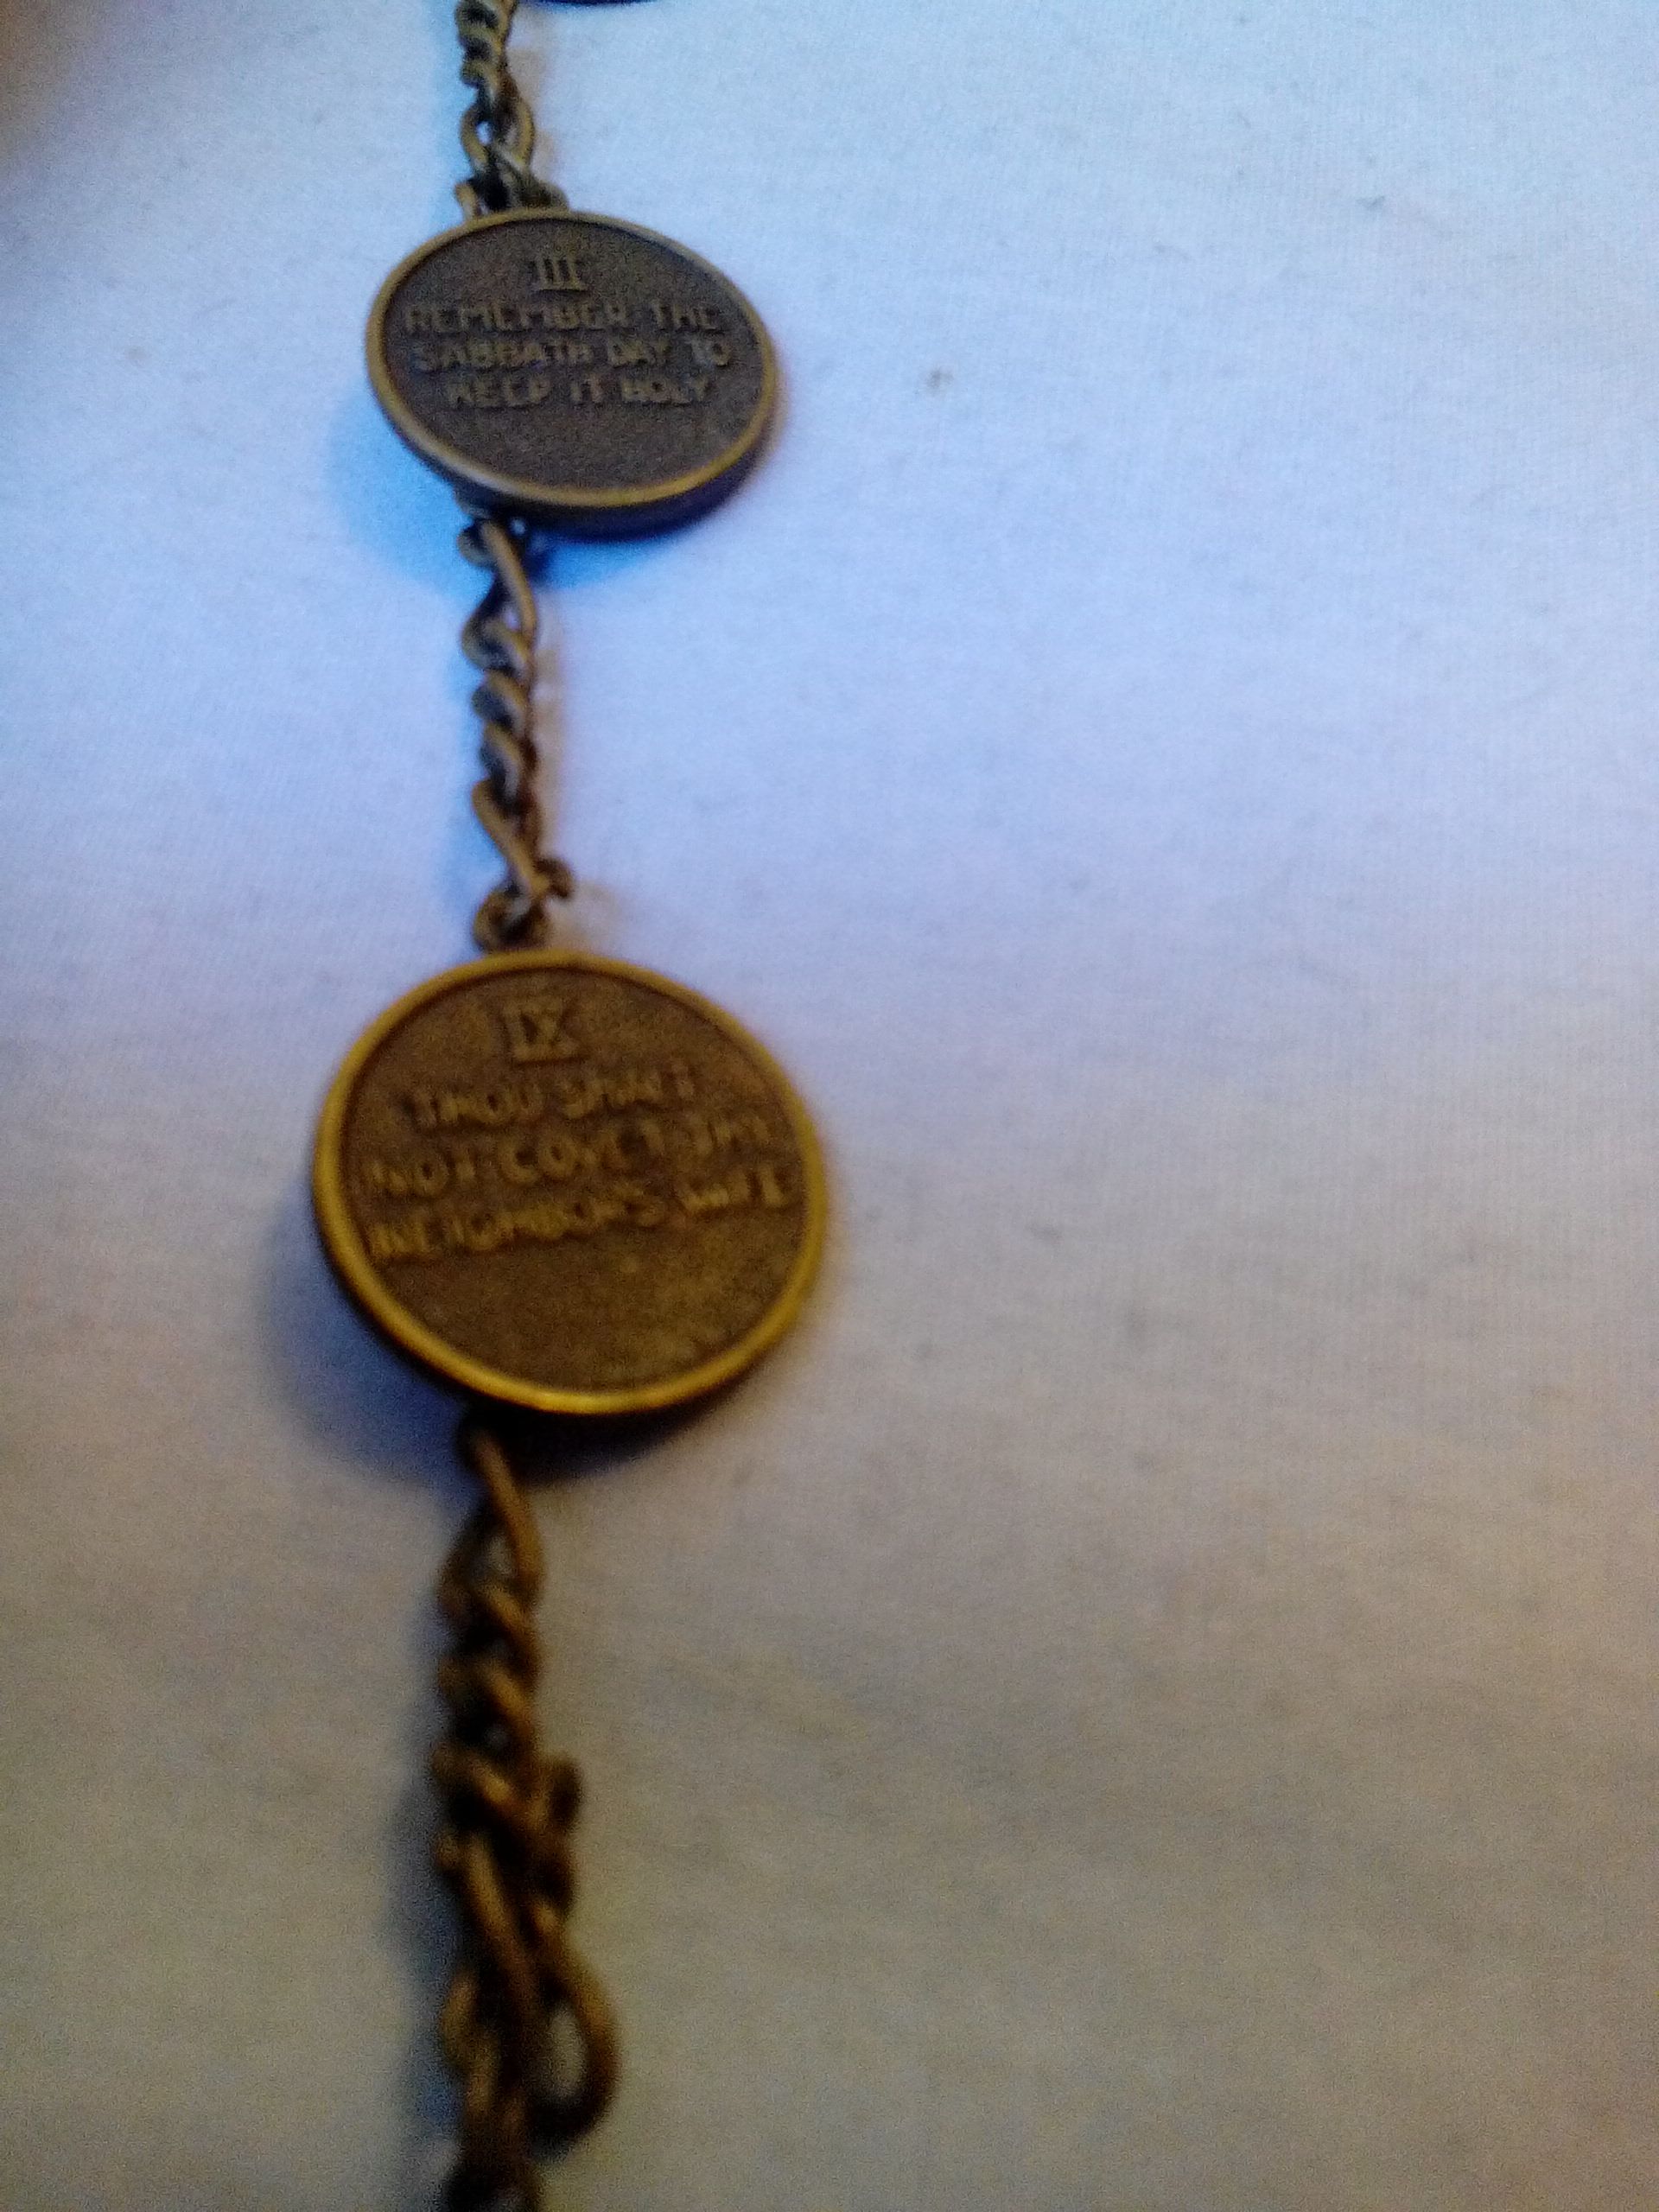 III
REMEMBER THE
SABBATH DAY TO
KEEP IT HOLY
IX
THOU SHALT
NOT COVET THY
NEIGHBOR'S WIFE